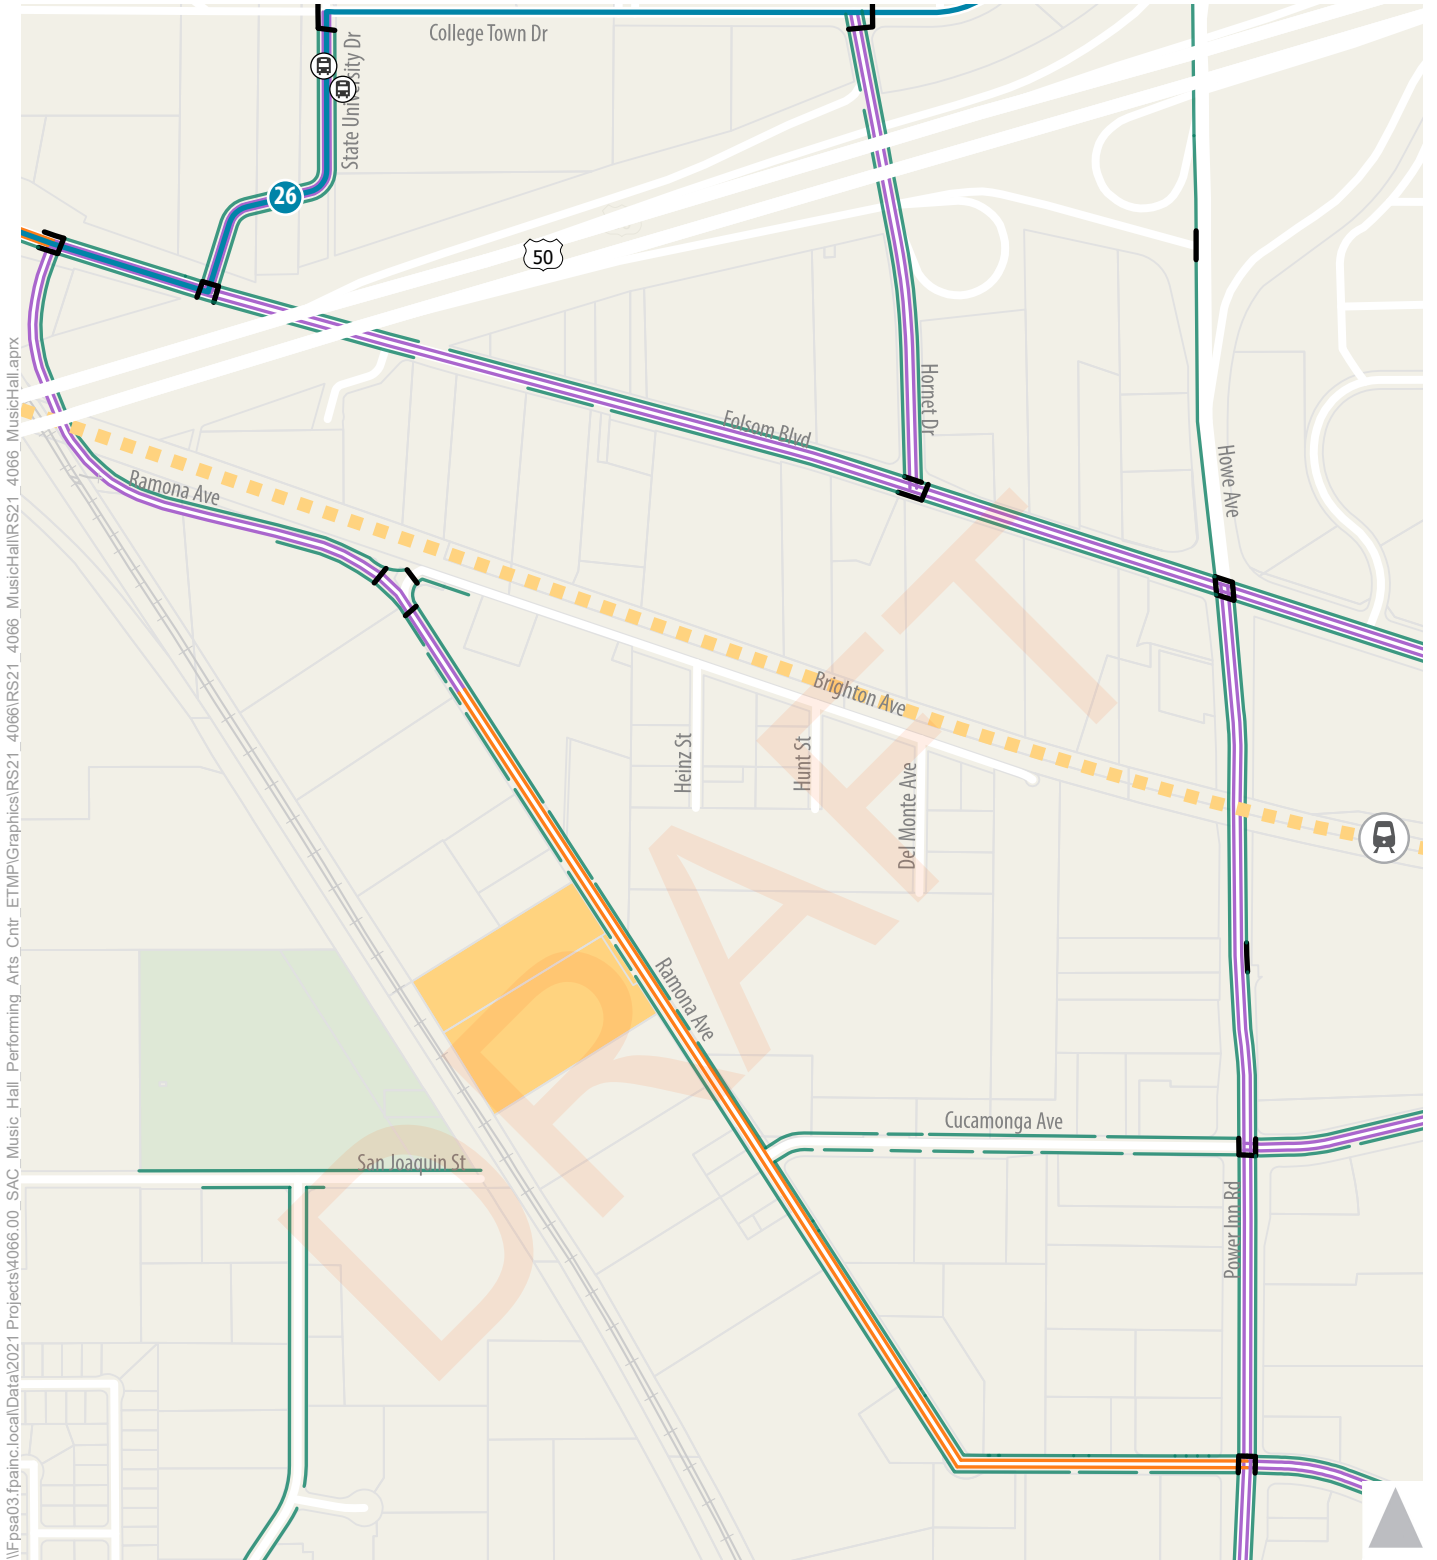 College Town Dr
State University Dr
26
50
Hornet Dr
Folsom Blvd
Howe Ave
Ramona Ave
Brighton Ave
Heinz St
Hunt St
Del Monte Ave
Ramona Ave
Cucamonga Ave
San Joaquin St
Power Inn Rd
DRAFT
\\Fpsa03.fpainc.local\Data\2021 Projects\4066.00_SAC_Music_Hall_Performing_Arts_Cntr_ETMP\Graphics\RS21_4066\RS21_4066_MusicHall\RS21_4066_MusicHall.aprx